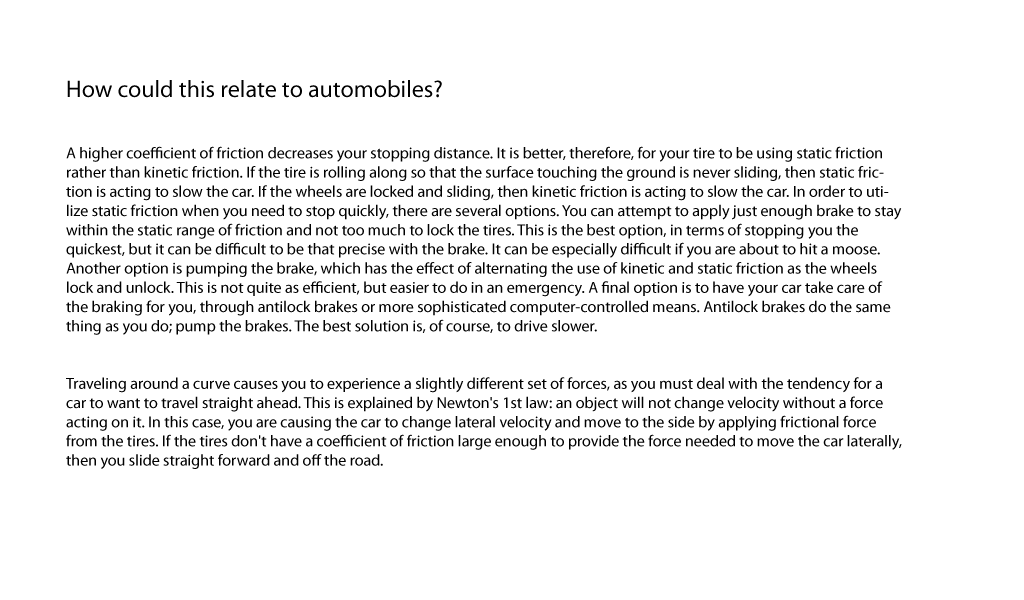 How could this relate to automobiles?
A higher coefficient of friction decreases your stopping distance. It is better, therefore, for your tire to be using static friction
rather than kinetic friction. If the tire is rolling along so that the surface touching the ground is never sliding, then static fric-
tion is acting to slow the car. If the wheels are locked and sliding, then kinetic friction is acting to slow the car. In order to uti-
lize static friction when you need to stop quickly, there are several options. You can attempt to apply just enough brake to stay
within the static range of friction and not too much to lock the tires. This is the best option, in terms of stopping you the
quickest, but it can be difficult to be that precise with the brake. It can be especially difficult if you are about to hit a moose.
Another option is pumping the brake, which has the effect of alternating the use of kinetic and static friction as the wheels
lock and unlock. This is not quite as efficient, but easier to do in an emergency. A final option is to have your car take care of
the braking for you, through antilock brakes or more sophisticated computer-controlled means. Antilock brakes do the same
thing as you do; pump the brakes. The best solution is, of course, to drive slower.
Traveling around a curve causes you to experience a slightly different set of forces, as you must deal with the tendency for a
car to want to travel straight ahead. This is explained by Newton's 1st law: an object will not change velocity without a force
acting on it. In this case, you are causing the car to change lateral velocity and move to the side by applying frictional force
from the tires. If the tires don't have a coefficient of friction large enough to provide the force needed to move the car laterally,
then you slide straight forward and off the road.